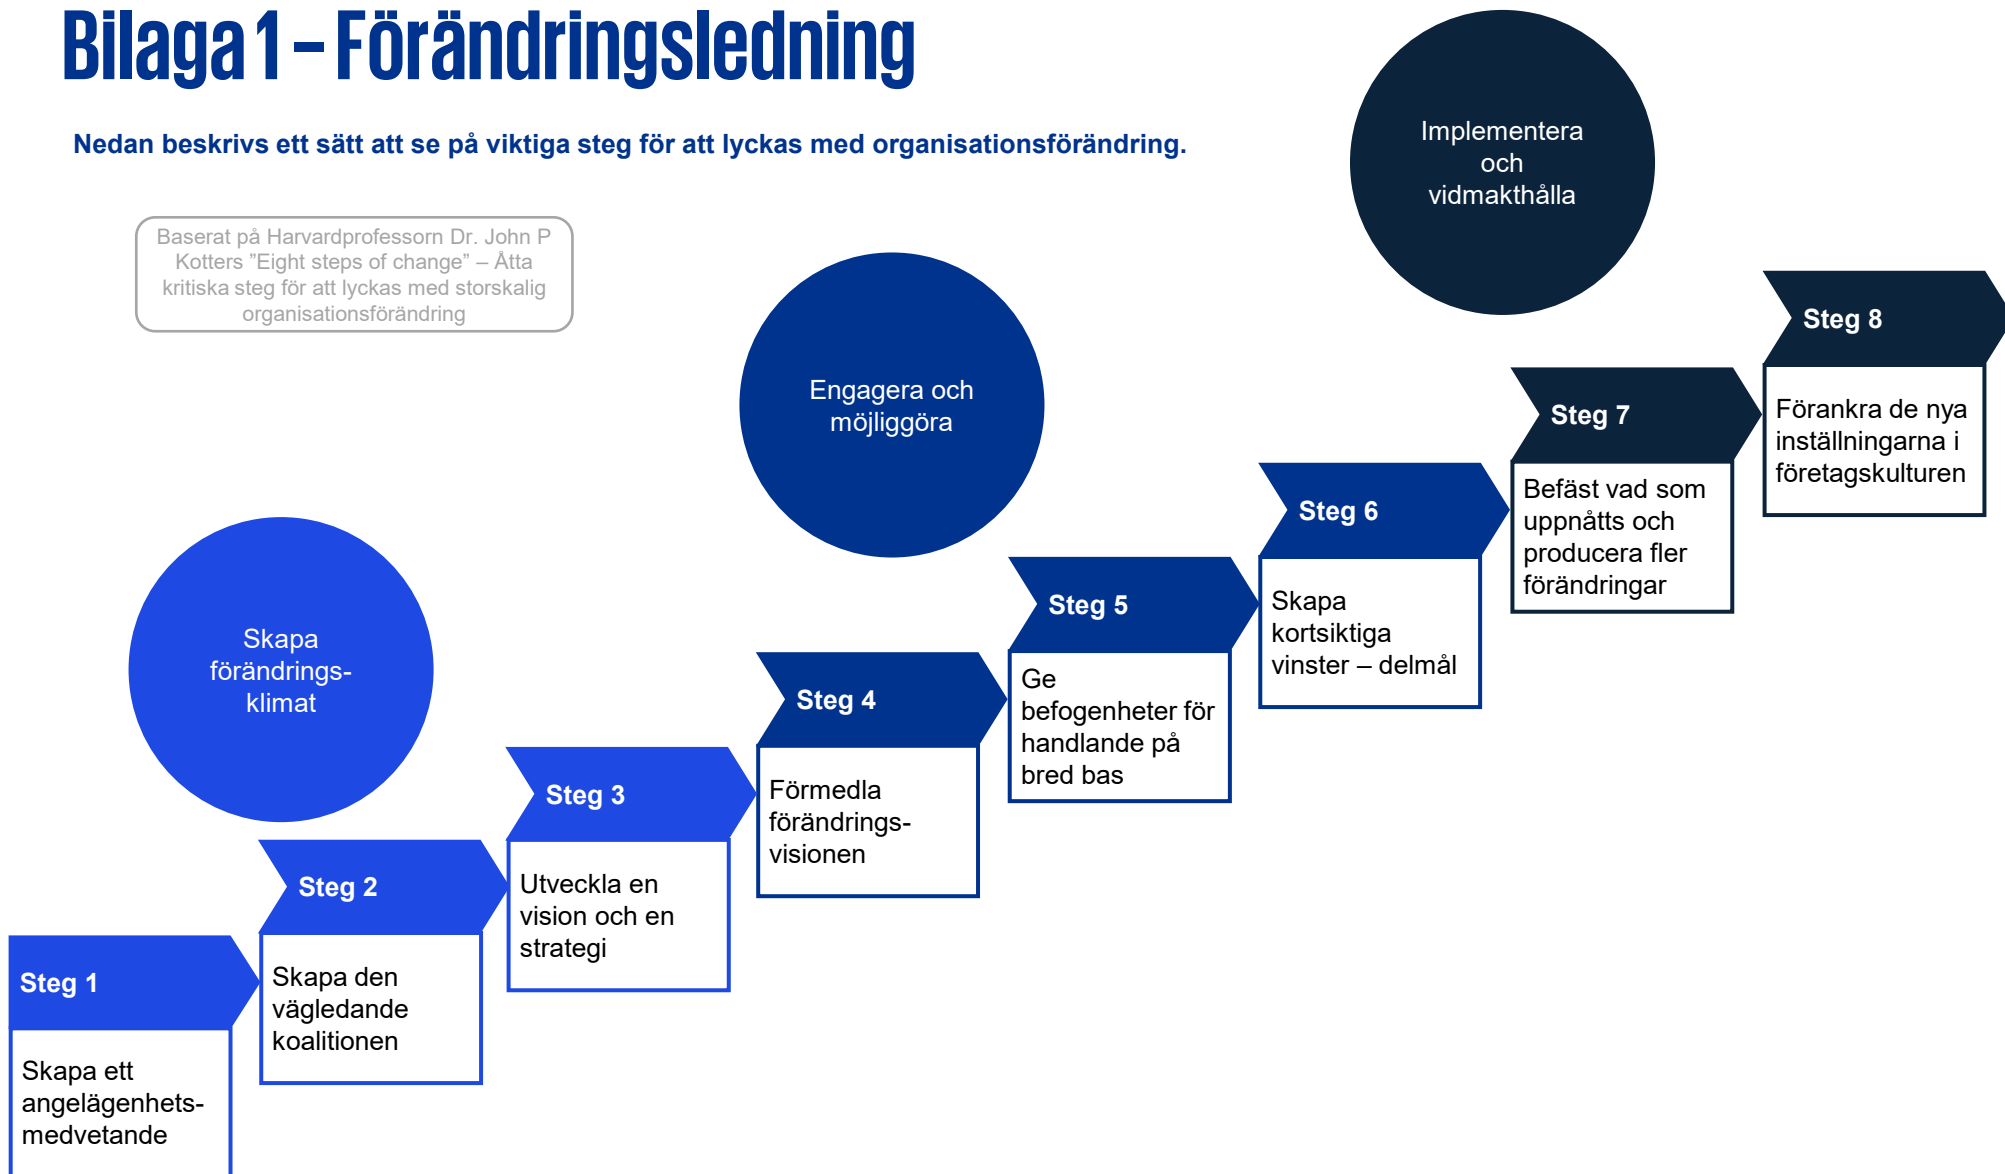 Bilaga 1 – Förändringsledning
Nedan beskrivs ett sätt att se på viktiga steg för att lyckas med organisationsförändring.
Baserat på Harvardprofessorn Dr. John P
Kotters ”Eight steps of change” – Åtta
kritiska steg för att lyckas med storskalig
organisationsförändring
Skapa
förändrings-
klimat
Engagera och
möjliggöra
Implementera
och
vidmakthålla
Steg 1
Skapa ett
angelägenhets-
medvetande
Steg 2
Skapa den
vägledande
koalitionen
Steg 3
Utveckla en
vision och en
strategi
Steg 4
Förmedla
förändrings-
visionen
Steg 5
Ge
befogenheter för
handlande på
bred bas
Steg 6
Skapa
kortsiktiga
vinster – delmål
Steg 7
Befäst vad som
uppnåtts och
producera fler
förändringar
Steg 8
Förankra de nya
inställningarna i
företagskulturen